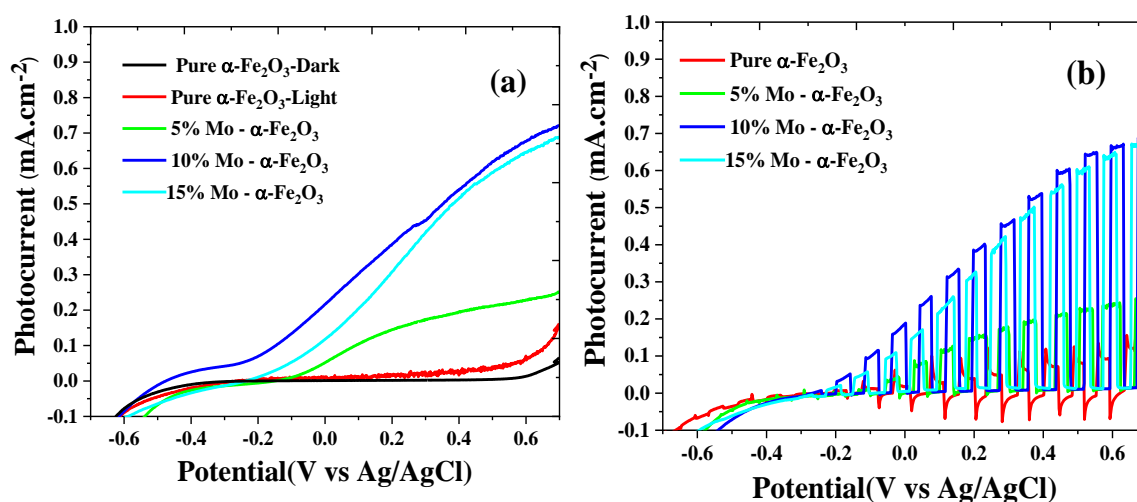 1.0
0.9
0.8
0.7
0.6
0.5
0.4
0.3
0.2
0.1
0.0
-0.1
Photocurrent (mA.cm⁻²)
Pure α-Fe₂O₃-Dark
Pure α-Fe₂O₃-Light
5% Mo - α-Fe₂O₃
10% Mo - α-Fe₂O₃
15% Mo - α-Fe₂O₃
(a)
-0.6 -0.4 -0.2 0.0 0.2 0.4 0.6
Potential(V vs Ag/AgCl)
1.0
0.9
0.8
0.7
0.6
0.5
0.4
0.3
0.2
0.1
0.0
-0.1
Photocurrent (mA.cm⁻²)
Pure α-Fe₂O₃
5% Mo - α-Fe₂O₃
10% Mo - α-Fe₂O₃
15% Mo - α-Fe₂O₃
(b)
-0.6 -0.4 -0.2 0.0 0.2 0.4 0.6
Potential(V vs Ag/AgCl)